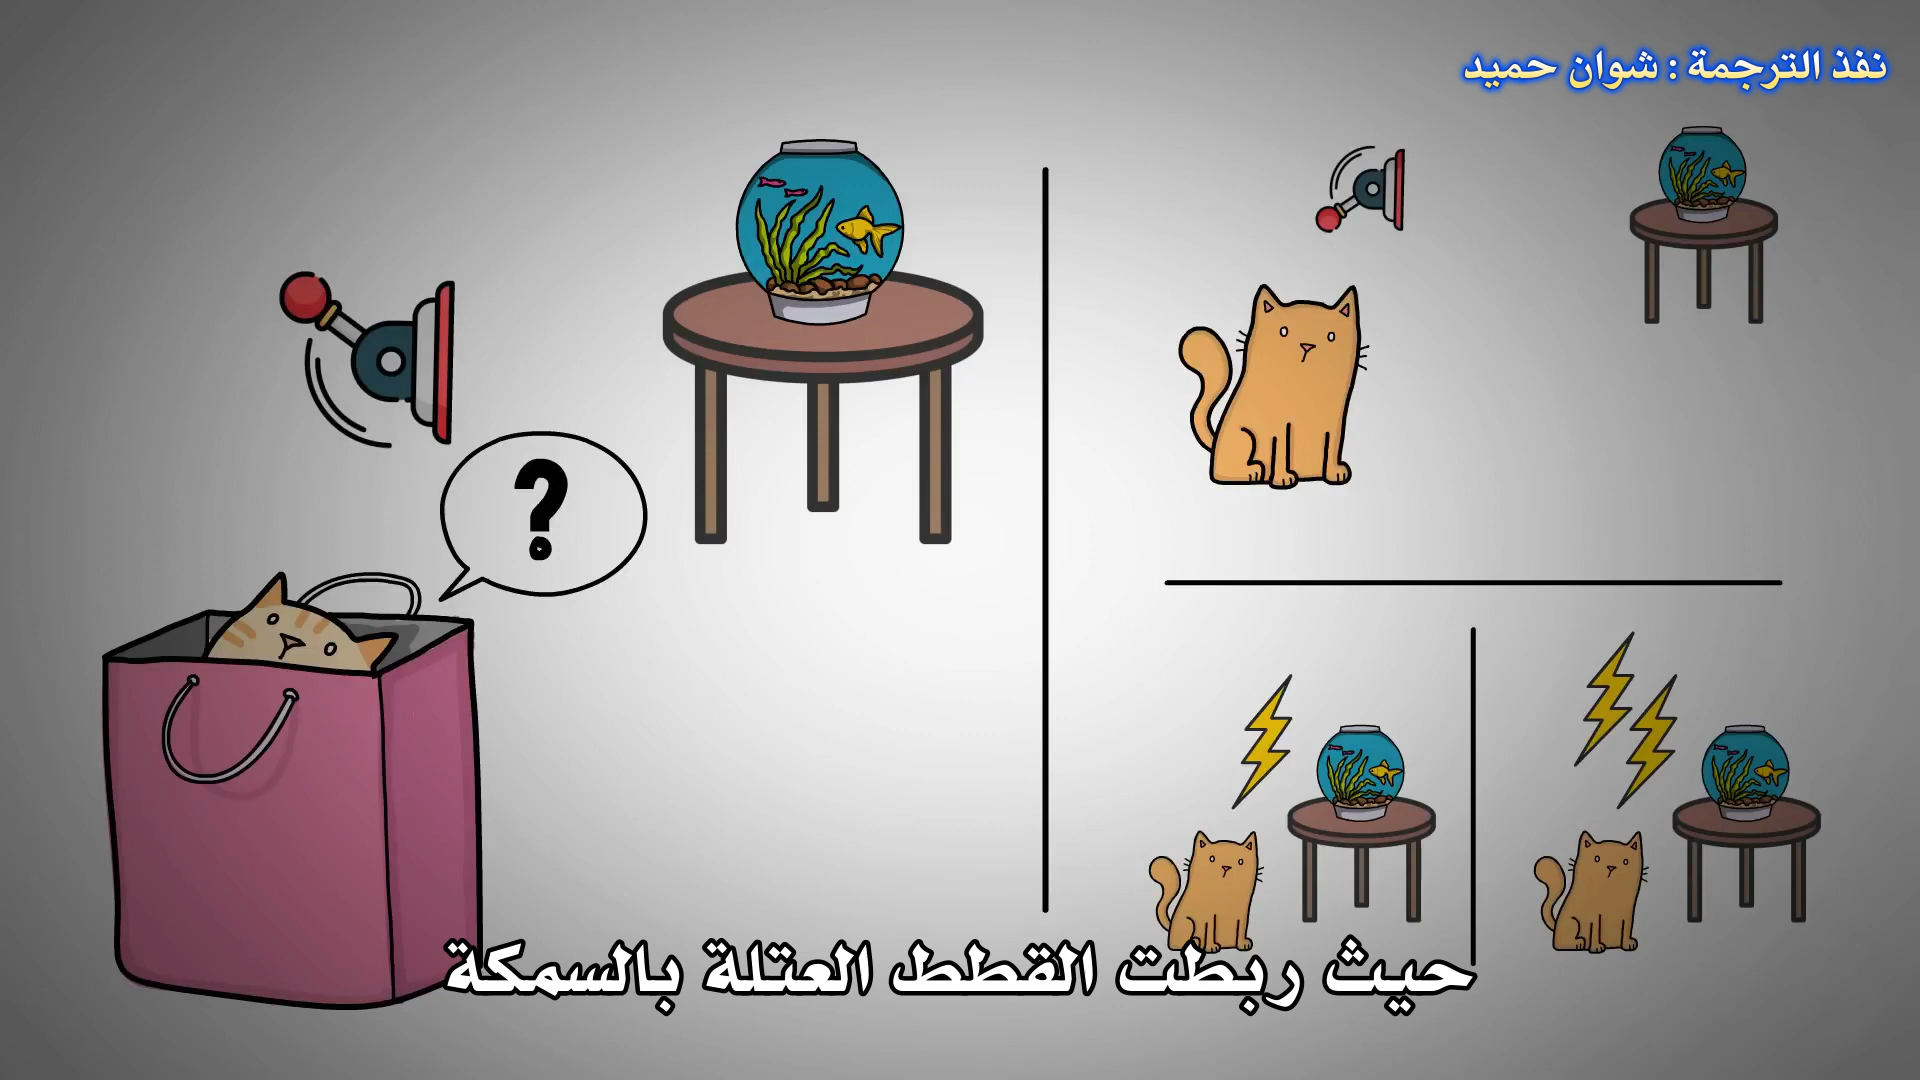 نفذ الترجمة : شوان حميد
?
حيث ربطت القطط العتلة بالسمكة